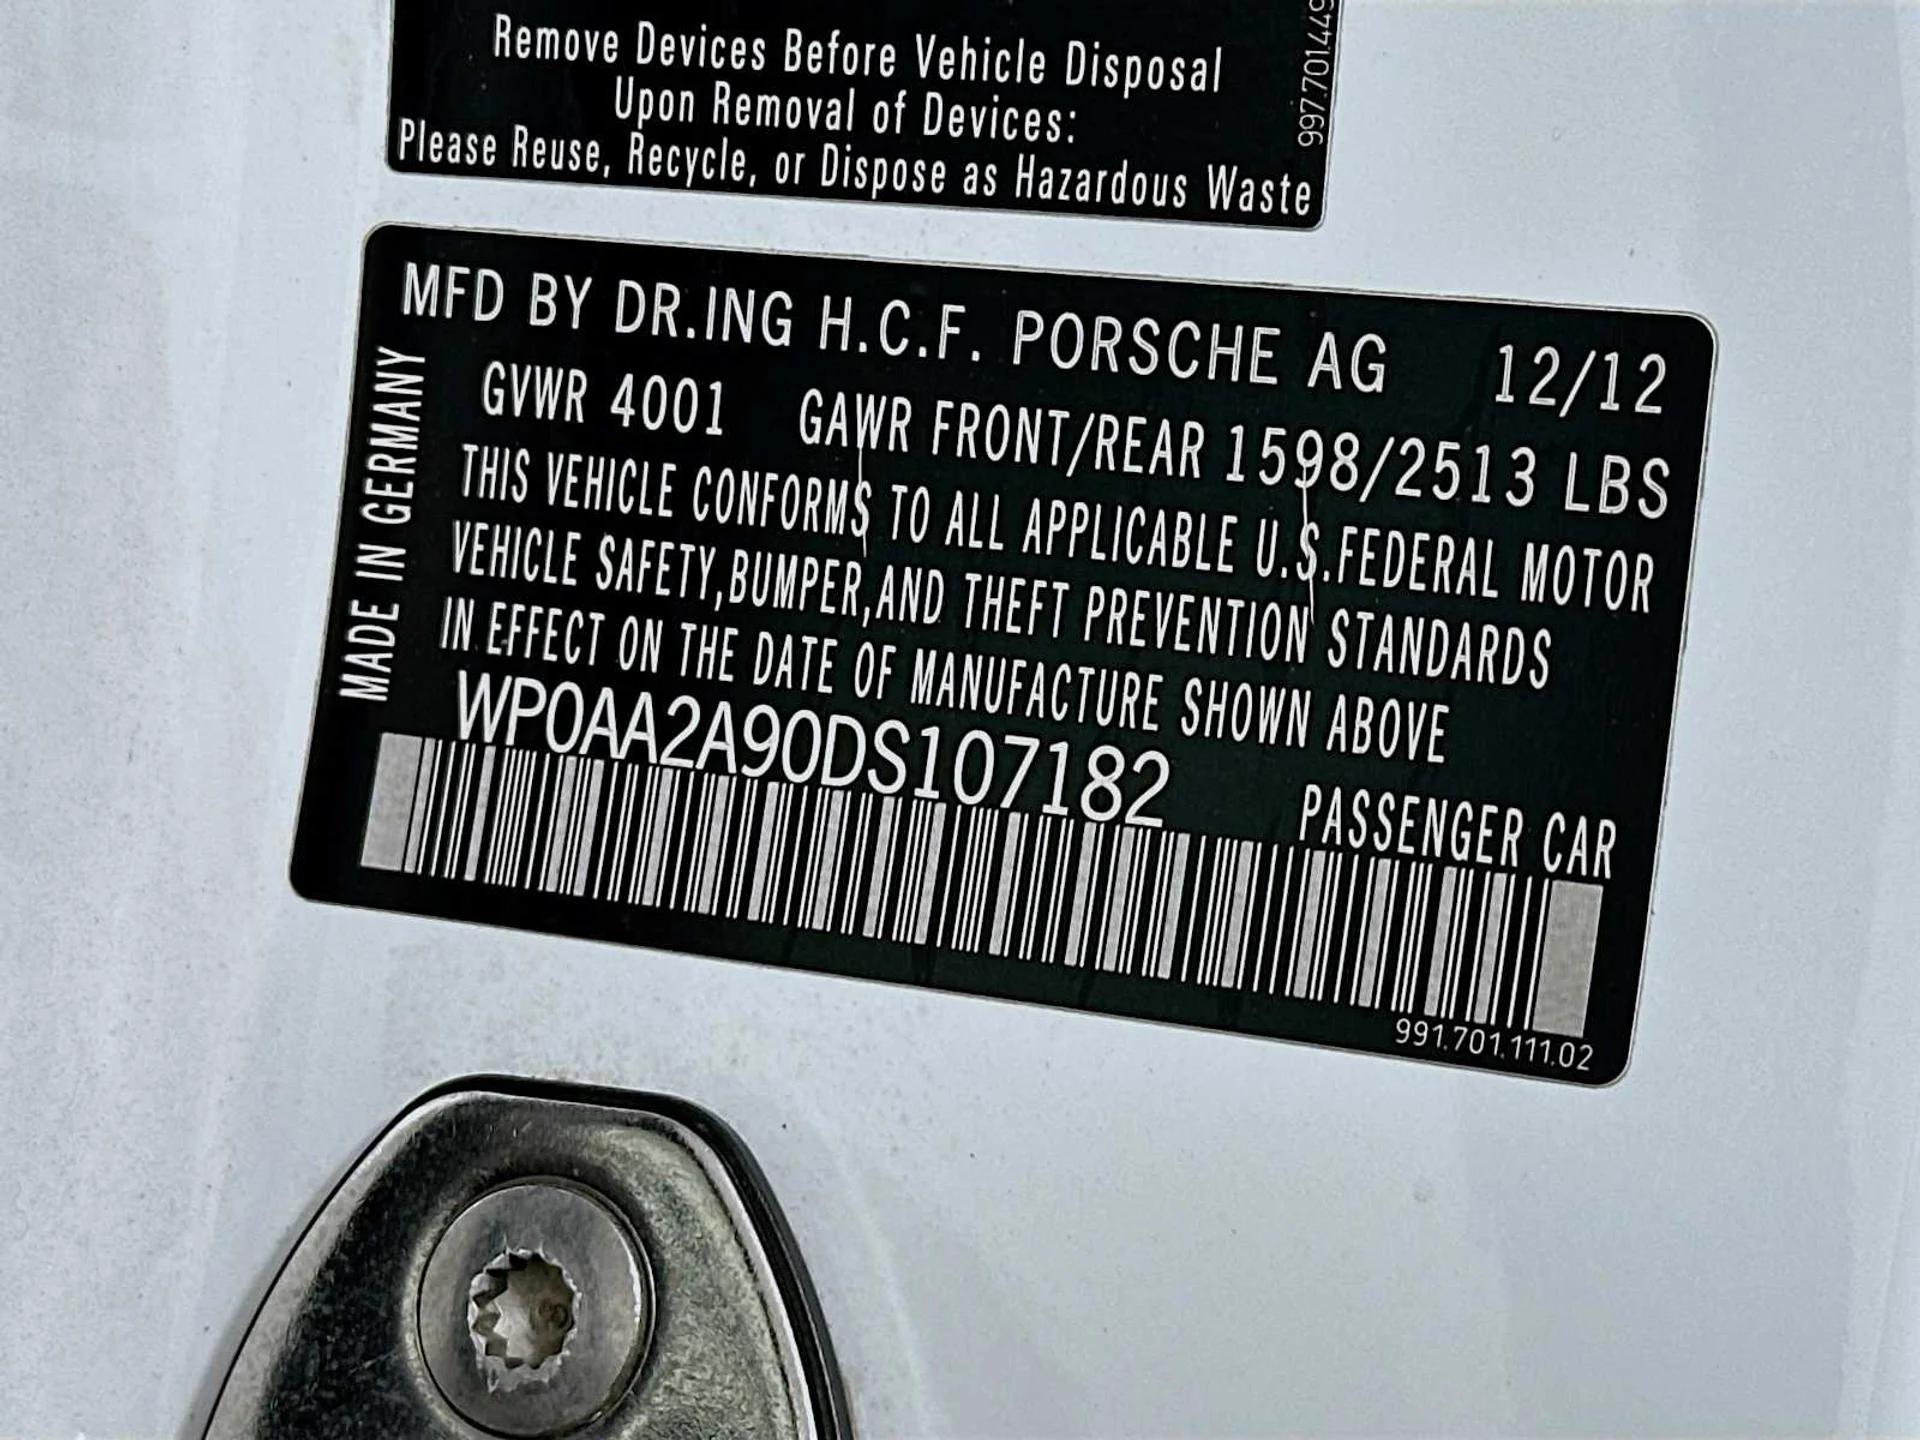 Remove Devices Before Vehicle Disposal
Upon Removal of Devices:
Please Reuse, Recycle, or Dispose as Hazardous Waste
997.701.449
MFD BY DR.ING H.C.F. PORSCHE AG 12/12
GVWR 4001 GAWR FRONT/REAR 1598/2513 LBS
THIS VEHICLE CONFORMS TO ALL APPLICABLE U.S.FEDERAL MOTOR
VEHICLE SAFETY,BUMPER,AND THEFT PREVENTION STANDARDS
IN EFFECT ON THE DATE OF MANUFACTURE SHOWN ABOVE
WP0AA2A90DS107182
PASSENGER CAR
991.701.111.02
MADE IN GERMANY